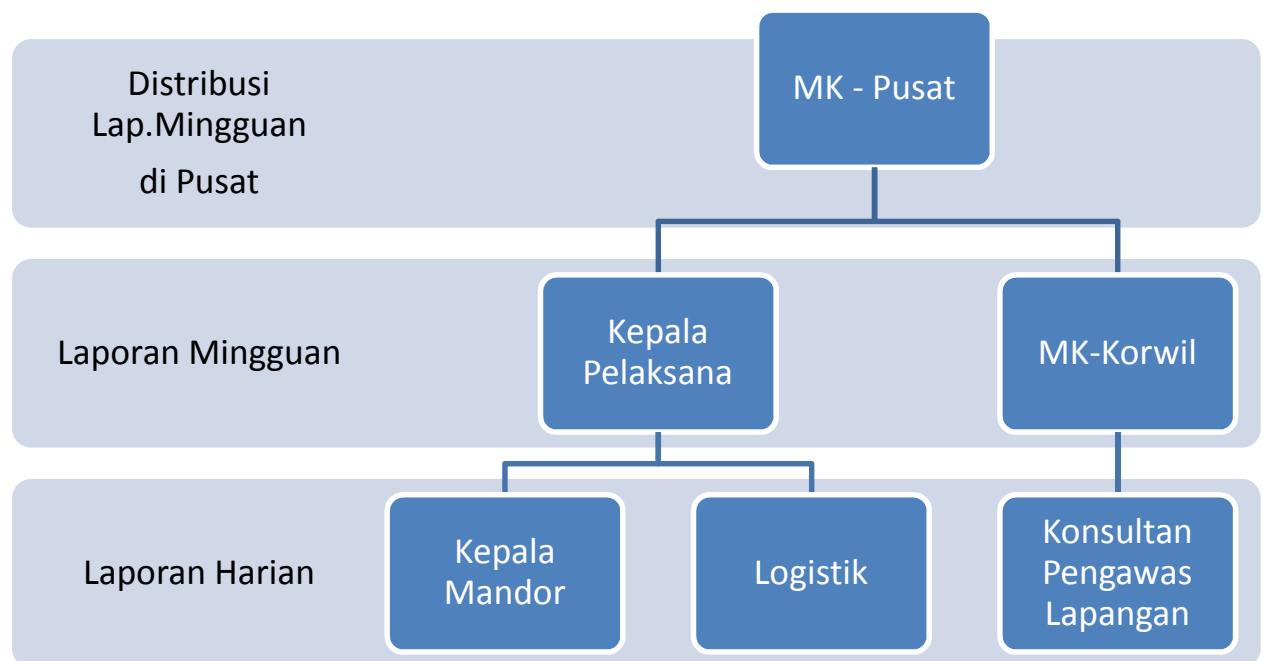 Distribusi
Lap.Mingguan
di Pusat
MK - Pusat
Laporan Mingguan
Kepala
Pelaksana
MK-Korwil
Laporan Harian
Kepala
Mandor
Logistik
Konsultan
Pengawas
Lapangan